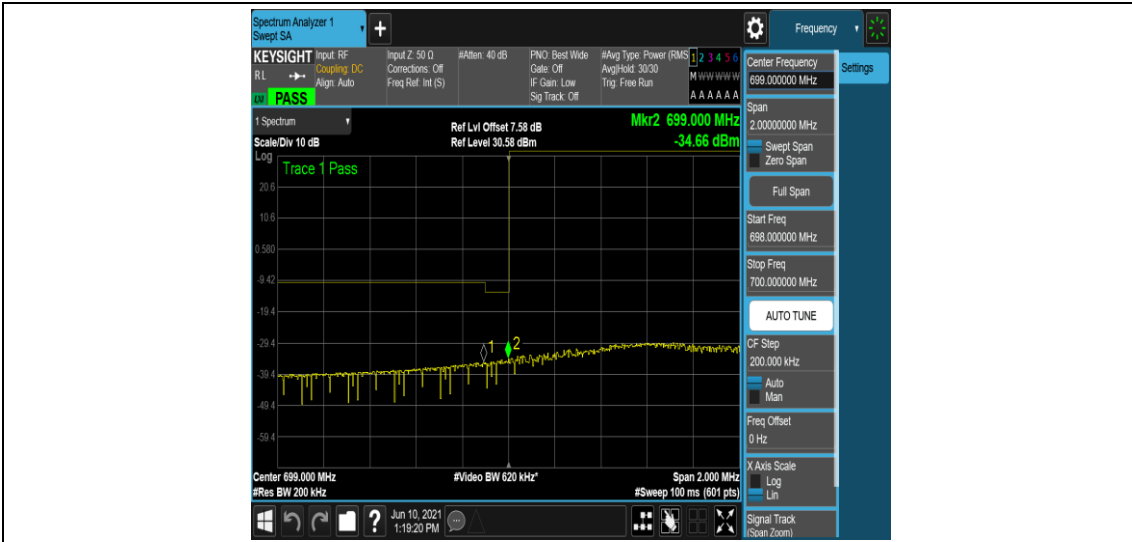 Spectrum Analyzer 1
Swept SA
+
Frequency
KEYSIGHT
Input: RF
Coupling: DC
Align: Auto
RL
PASS
Input Z: 50 Ω
Corrections: Off
Freq Ref: Int (S)
#Atten: 40 dB
PNO: Best Wide
Gate: Off
IF Gain: Low
Sig Track: Off
#Avg Type: Power (RMS
Avg|Hold: 30/30
Trig: Free Run
1 2 3 4 5 6
M W W W W W
A A A A A A
Center Frequency
699.000000 MHz
Settings
1 Spectrum
Scale/Div 10 dB
Ref Lvl Offset 7.58 dB
Ref Level 30.58 dBm
Mkr2 699.000 MHz
-34.66 dBm
Log
Trace 1 Pass
20.6
10.6
0.580
-9.42
-19.4
-29.4
-39.4
-49.4
-59.4
1
2
Center 699.000 MHz
#Res BW 200 kHz
#Video BW 620 kHz*
Span 2.000 MHz
#Sweep 100 ms (601 pts)
Span
2.00000000 MHz
Swept Span
Zero Span
Full Span
Start Freq
698.000000 MHz
Stop Freq
700.000000 MHz
AUTO TUNE
CF Step
200.000 kHz
Auto
Man
Freq Offset
0 Hz
X Axis Scale
Log
Lin
Signal Track
(Span Zoom)
?
Jun 10, 2021
1:19:20 PM